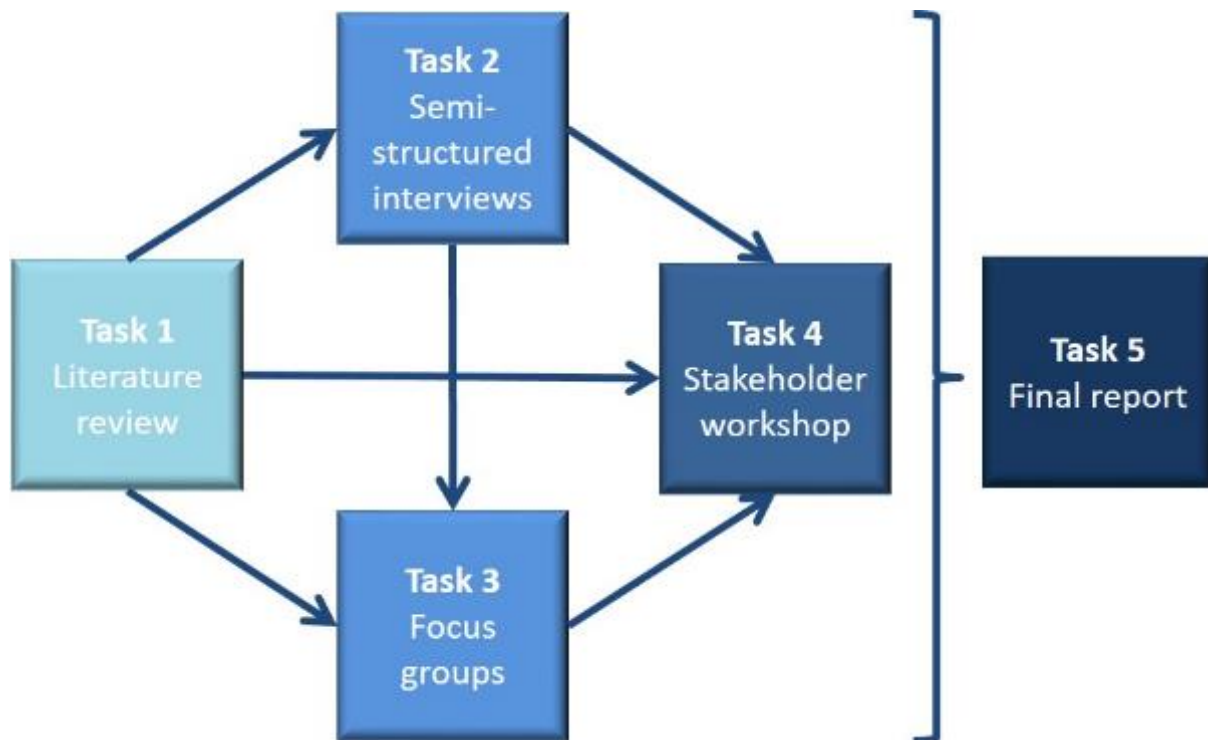 Task 2
Semi-
structured
interviews
Task 1
Literature
review
Task 4
Stakeholder
workshop
Task 5
Final report
Task 3
Focus
groups